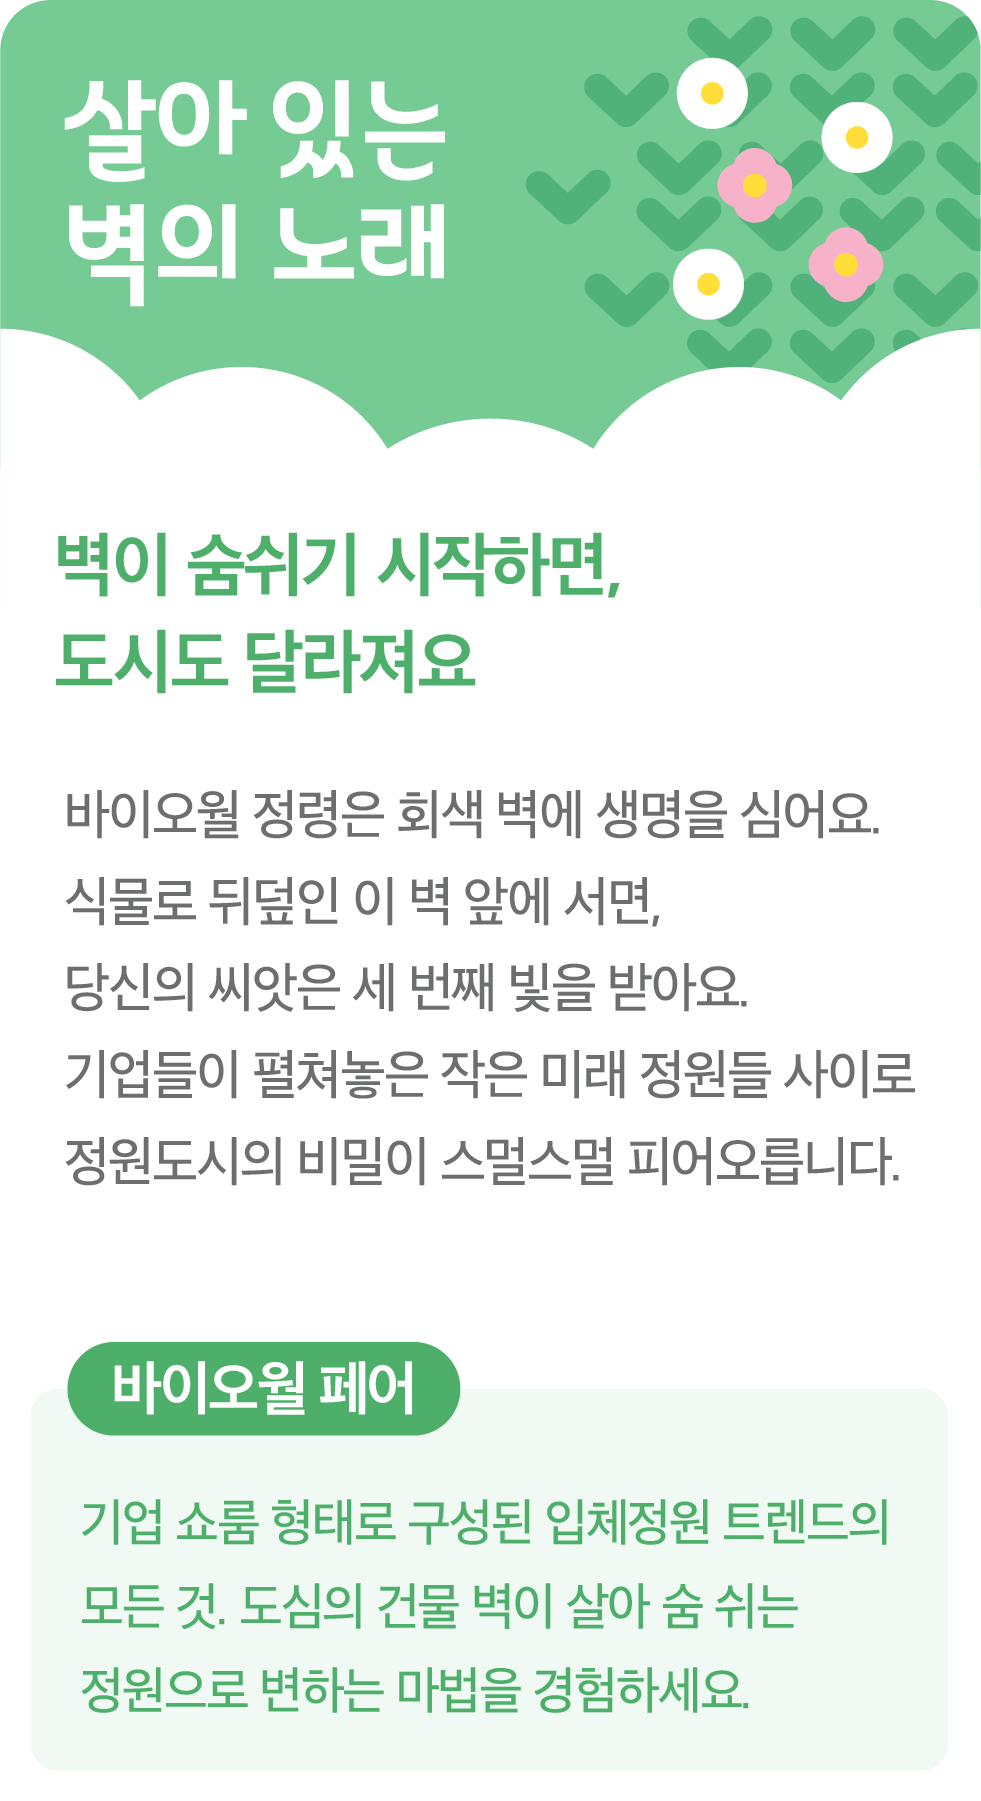 살아 있는
벽의 노래
벽이 숨쉬기 시작하면,
도시도 달라져요
바이오월 정령은 회색 벽에 생명을 심어요.
식물로 뒤덮인 이 벽 앞에 서면,
당신의 씨앗은 세 번째 빛을 받아요.
기업들이 펼쳐놓은 작은 미래 정원들 사이로
정원도시의 비밀이 스멀스멀 피어오릅니다.
바이오월 페어
기업 쇼룸 형태로 구성된 입체정원 트렌드의
모든 것. 도심의 건물 벽이 살아 숨 쉬는
정원으로 변하는 마법을 경험하세요.